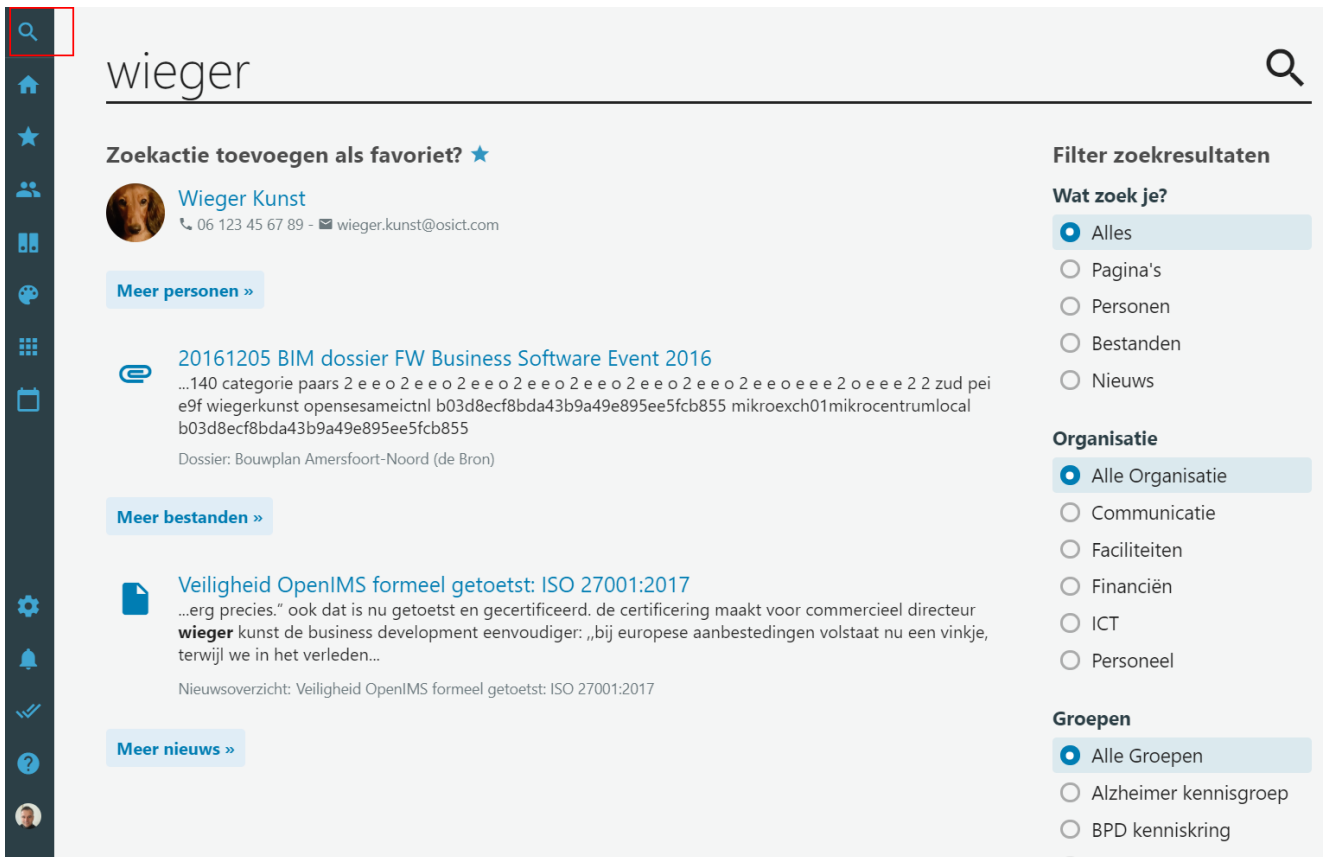 wieger
Zoekactie toevoegen als favoriet?
Wieger Kunst
06 123 45 67 89 - wieger.kunst@osict.com
Meer personen »
20161205 BIM dossier FW Business Software Event 2016
...140 categorie paars 2 e e o 2 e e o 2 e e o 2 e e o 2 e e o 2 e e o 2 e e o 2 e e o e e e 2 o e e e 2 2 zud pei
e9f wiegerkunst opensesameictnl b03d8ecf8bda43b9a49e895ee5fcb855 mikroexch01mikrocentrumlocal
b03d8ecf8bda43b9a49e895ee5fcb855
Dossier: Bouwplan Amersfoort-Noord (de Bron)
Meer bestanden »
Veiligheid OpenIMS formeel getoetst: ISO 27001:2017
...erg precies.“ ook dat is nu getoetst en gecertificeerd. de certificering maakt voor commercieel directeur
wieger kunst de business development eenvoudiger: ,,bij europese aanbestedingen volstaat nu een vinkje,
terwijl we in het verleden...
Nieuwsoverzicht: Veiligheid OpenIMS formeel getoetst: ISO 27001:2017
Meer nieuws »
Filter zoekresultaten
Wat zoek je?
Alles
Pagina's
Personen
Bestanden
Nieuws
Organisatie
Alle Organisatie
Communicatie
Faciliteiten
Financiën
ICT
Personeel
Groepen
Alle Groepen
Alzheimer kennisgroep
BPD kenniskring